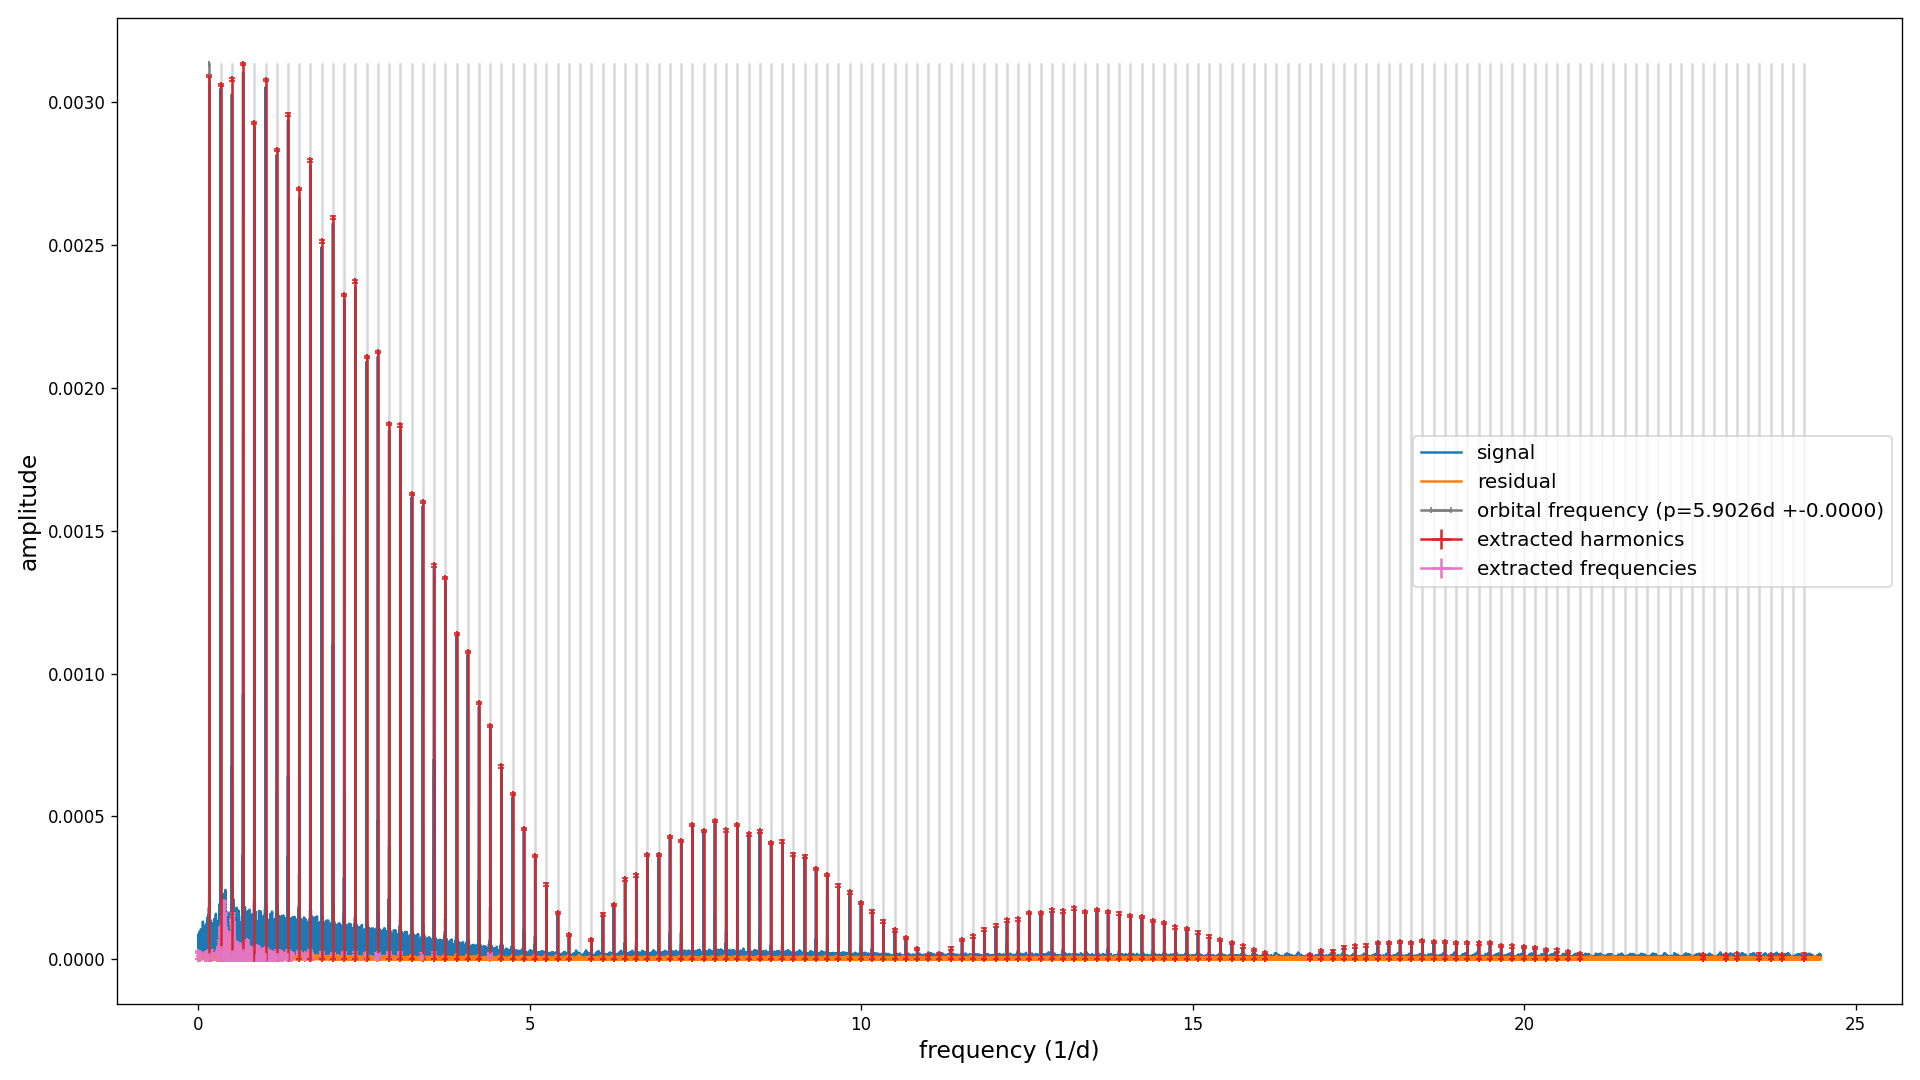 0.0030
0.0025
0.0020
0.0015
0.0010
0.0005
0.0000
amplitude
signal
residual
orbital frequency (p=5.9026d +-0.0000)
extracted harmonics
extracted frequencies
0 5 10 15 20 25
frequency (1/d)